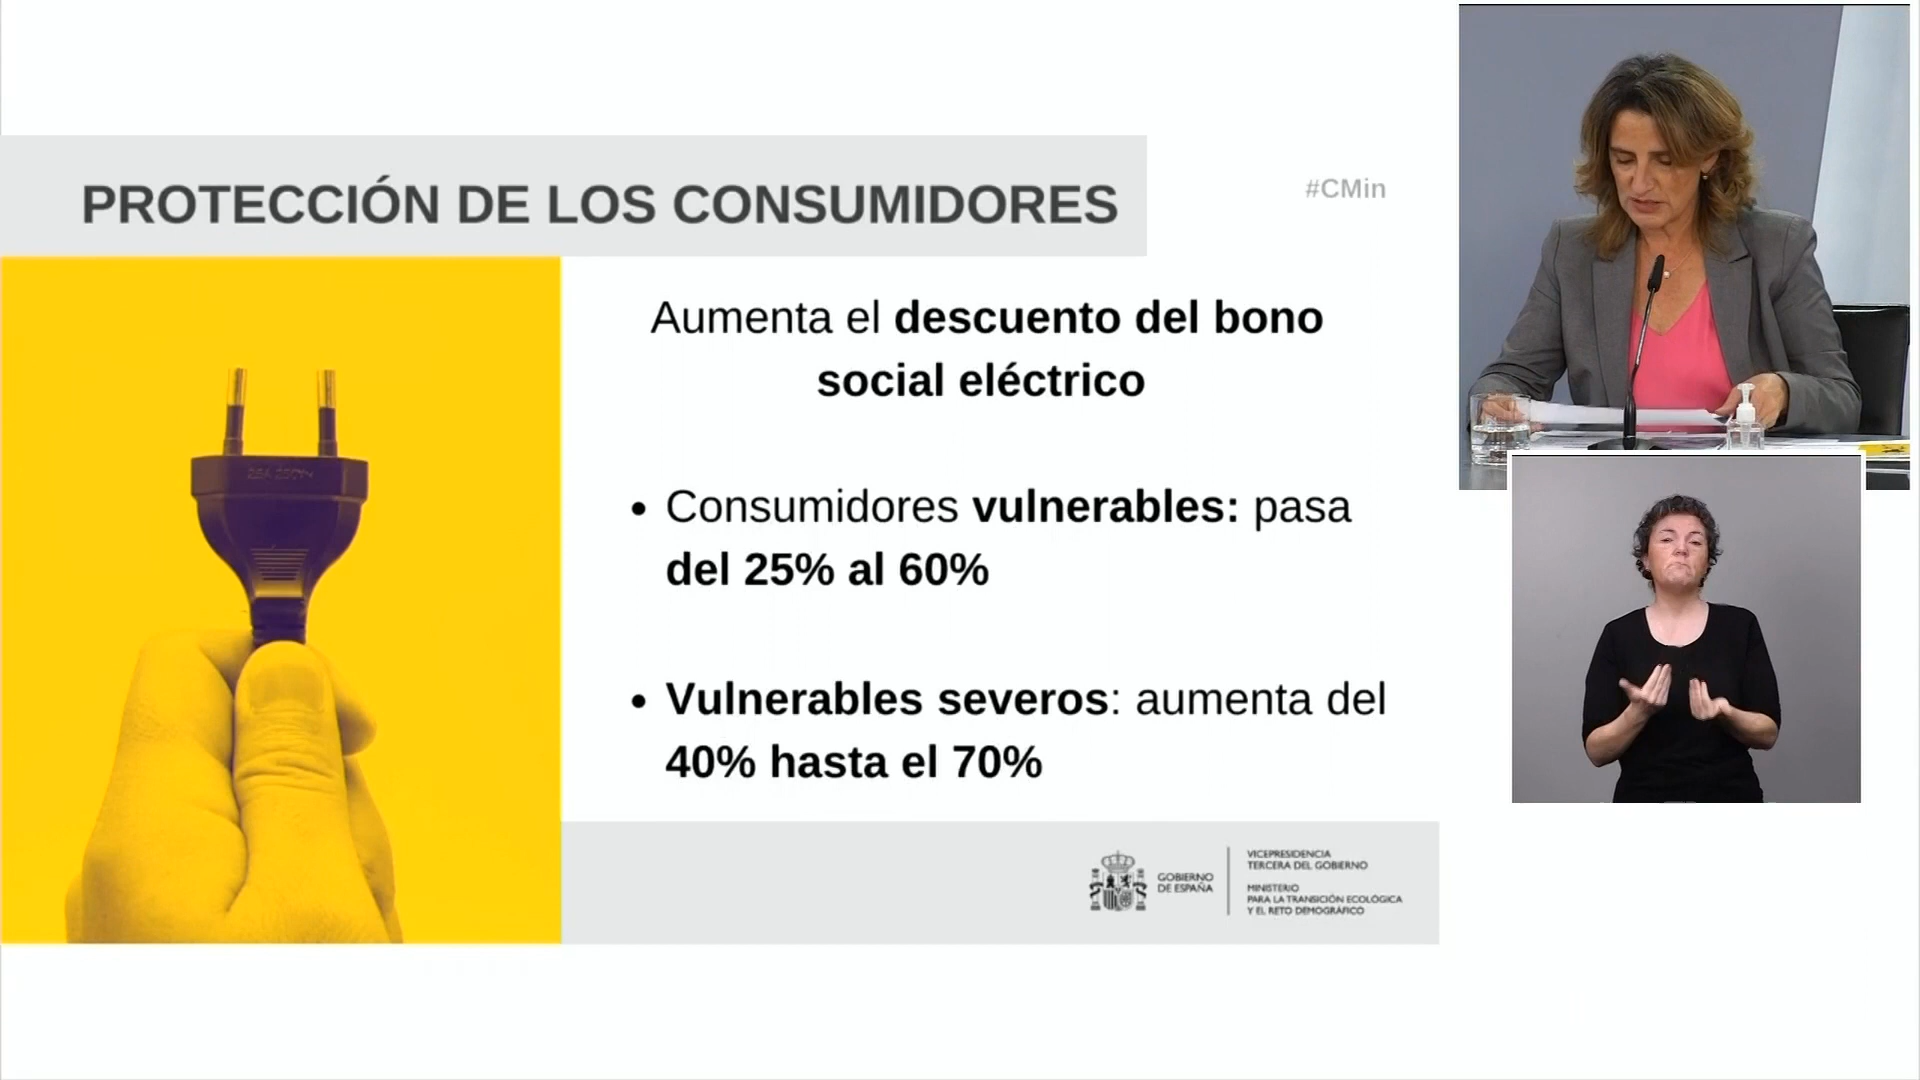 PROTECCIÓN DE LOS CONSUMIDORES
#CMin
Aumenta el descuento del bono
social eléctrico
• Consumidores vulnerables: pasa
del 25% al 60%
• Vulnerables severos: aumenta del
40% hasta el 70%
GOBIERNO
DE ESPAÑA
VICEPRESIDENCIA
TERCERA DEL GOBIERNO
MINISTERIO
PARA LA TRANSICIÓN ECOLÓGICA
Y EL RETO DEMOGRÁFICO